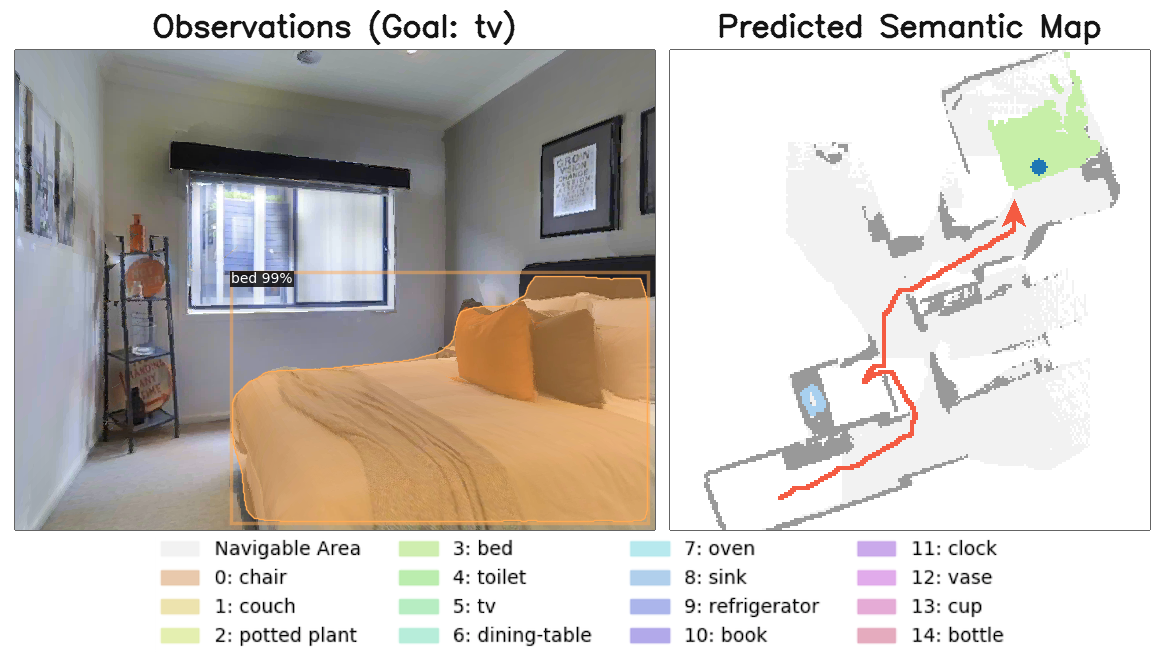 Observations (Goal: tv)
Predicted Semantic Map
bed 99%
Navigable Area
0: chair
1: couch
2: potted plant
3: bed
4: toilet
5: tv
6: dining-table
7: oven
8: sink
9: refrigerator
10: book
11: clock
12: vase
13: cup
14: bottle